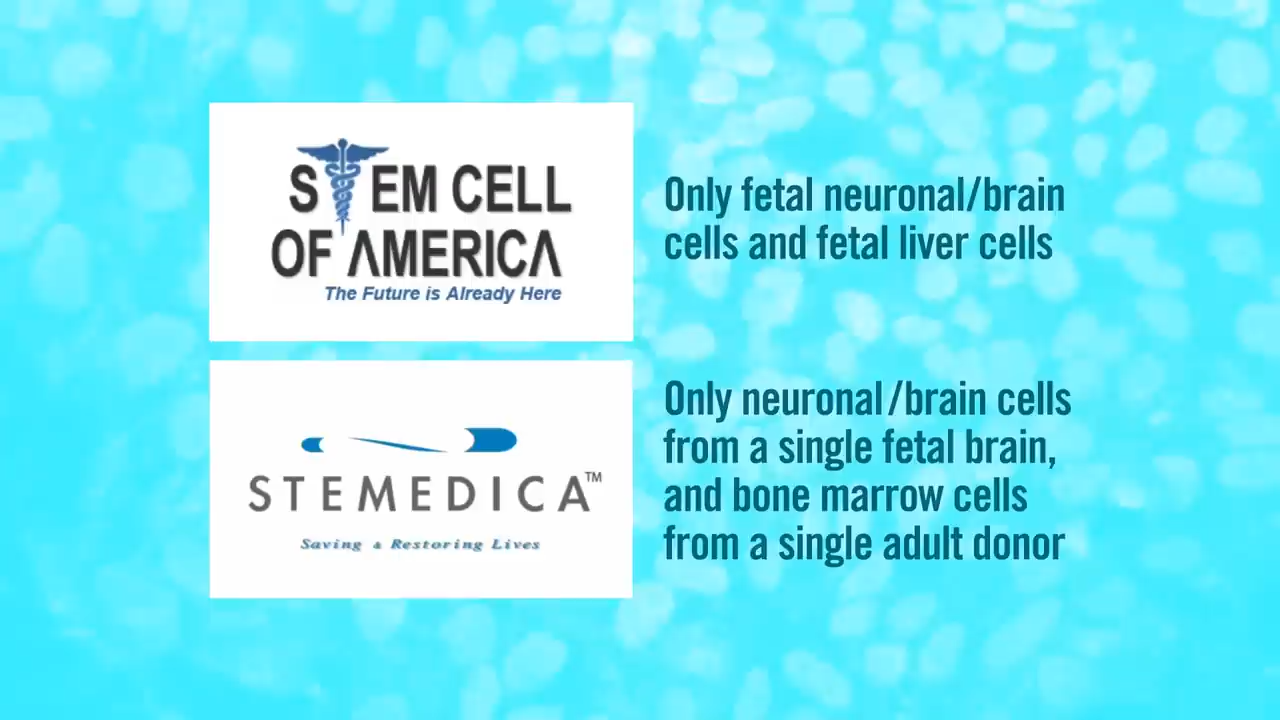 STEM CELL
OF AMERICA
The Future is Already Here
Only fetal neuronal/brain
cells and fetal liver cells
STEMEDICA™
Saving & Restoring Lives
Only neuronal/brain cells
from a single fetal brain,
and bone marrow cells
from a single adult donor